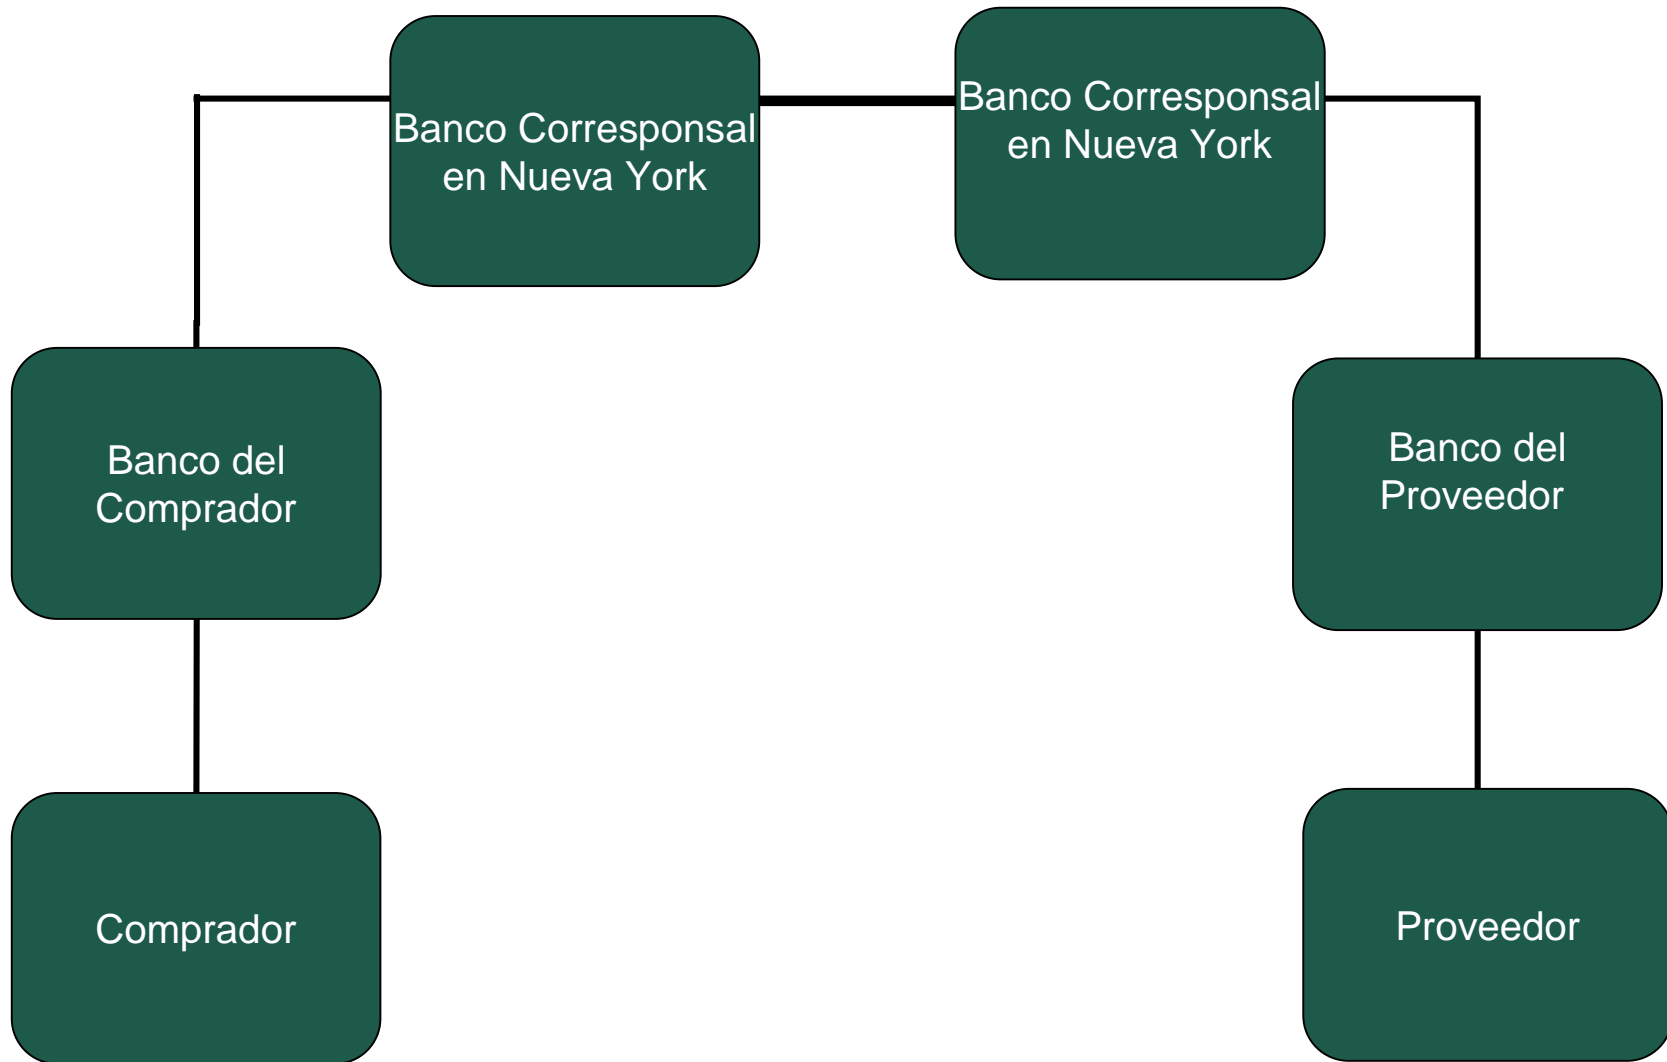 Banco Corresponsal
en Nueva York
Banco Corresponsal
en Nueva York
Banco del
Comprador
Banco del
Proveedor
Comprador
Proveedor